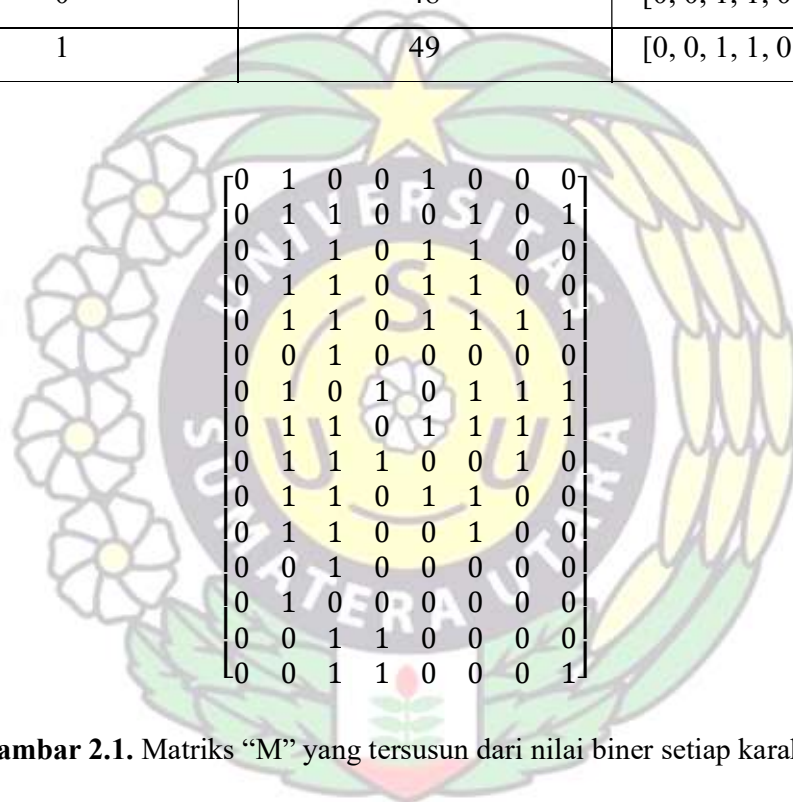 1 49 [0, 0, 1, 1, 0
0 1 0 0 1 0 0 0
0 1 1 0 0 1 0 1
0 1 1 0 1 1 0 0
0 1 1 0 1 1 0 0
0 1 1 0 1 1 1 1
0 0 1 0 0 0 0 0
0 1 0 1 0 1 1 1
0 1 1 0 1 1 1 1
0 1 1 1 0 0 1 0
0 1 1 0 1 1 0 0
0 1 1 0 0 1 0 0
0 0 1 0 0 0 0 0
0 1 0 0 0 0 0 0
0 0 1 1 0 0 0 0
0 0 1 1 0 0 0 1
UNIVERSITAS
SUMATERA UTARA
U S U
ambar 2.1. Matriks “M” yang tersusun dari nilai biner setiap karak